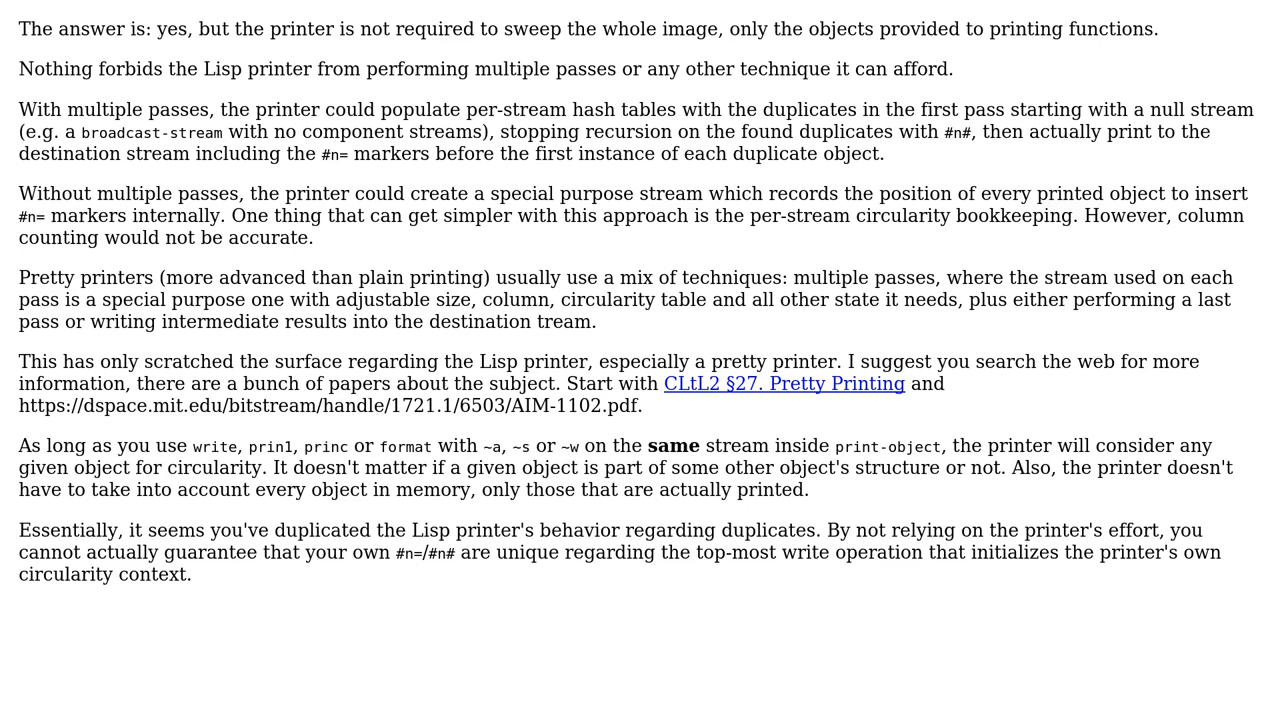 The answer is: yes, but the printer is not required to sweep the whole image, only the objects provided to printing functions.
Nothing forbids the Lisp printer from performing multiple passes or any other technique it can afford.
With multiple passes, the printer could populate per-stream hash tables with the duplicates in the first pass starting with a null stream
(e.g. a broadcast-stream with no component streams), stopping recursion on the found duplicates with #n#, then actually print to the
destination stream including the #n= markers before the first instance of each duplicate object.
Without multiple passes, the printer could create a special purpose stream which records the position of every printed object to insert
#n= markers internally. One thing that can get simpler with this approach is the per-stream circularity bookkeeping. However, column
counting would not be accurate.
Pretty printers (more advanced than plain printing) usually use a mix of techniques: multiple passes, where the stream used on each
pass is a special purpose one with adjustable size, column, circularity table and all other state it needs, plus either performing a last
pass or writing intermediate results into the destination tream.
This has only scratched the surface regarding the Lisp printer, especially a pretty printer. I suggest you search the web for more
information, there are a bunch of papers about the subject. Start with CLtL2 §27. Pretty Printing and
https://dspace.mit.edu/bitstream/handle/1721.1/6503/AIM-1102.pdf.
As long as you use write, prin1, princ or format with ~a, ~s or ~w on the same stream inside print-object, the printer will consider any
given object for circularity. It doesn't matter if a given object is part of some other object's structure or not. Also, the printer doesn't
have to take into account every object in memory, only those that are actually printed.
Essentially, it seems you've duplicated the Lisp printer's behavior regarding duplicates. By not relying on the printer's effort, you
cannot actually guarantee that your own #n=/#n# are unique regarding the top-most write operation that initializes the printer's own
circularity context.